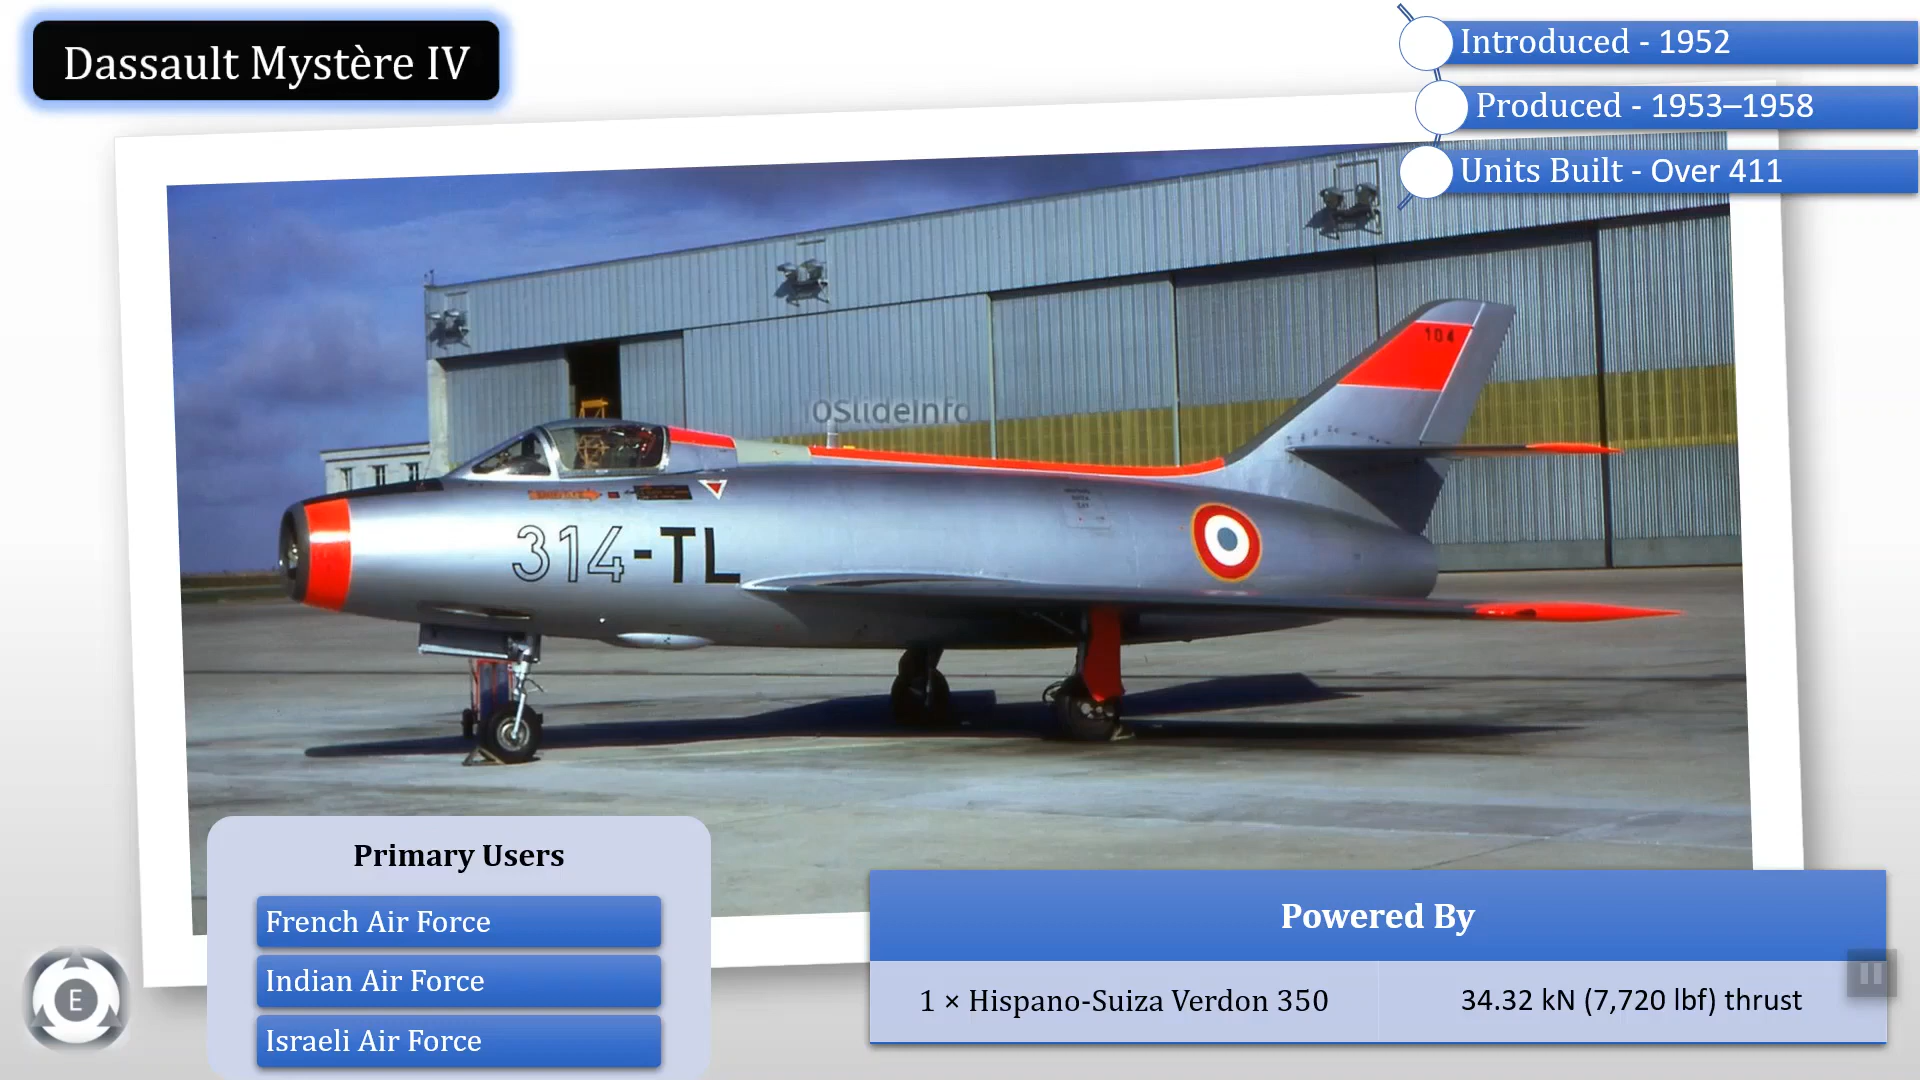 Dassault Mystère IV
Introduced - 1952
Produced - 1953–1958
Units Built - Over 411
104
0SlideInfo
314-TL
Primary Users
French Air Force
Indian Air Force
Israeli Air Force
Powered By
1 × Hispano-Suiza Verdon 350
34.32 kN (7,720 lbf) thrust
E